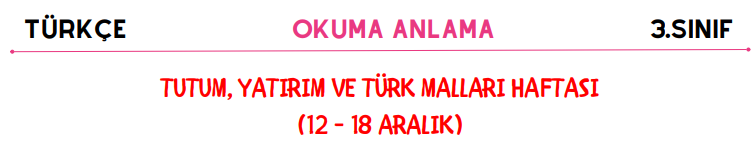 TÜRKÇE OKUMA ANLAMA 3.SINIF
TUTUM, YATIRIM VE TÜRK MALLARI HAFTASI
(12 - 18 ARALIK)